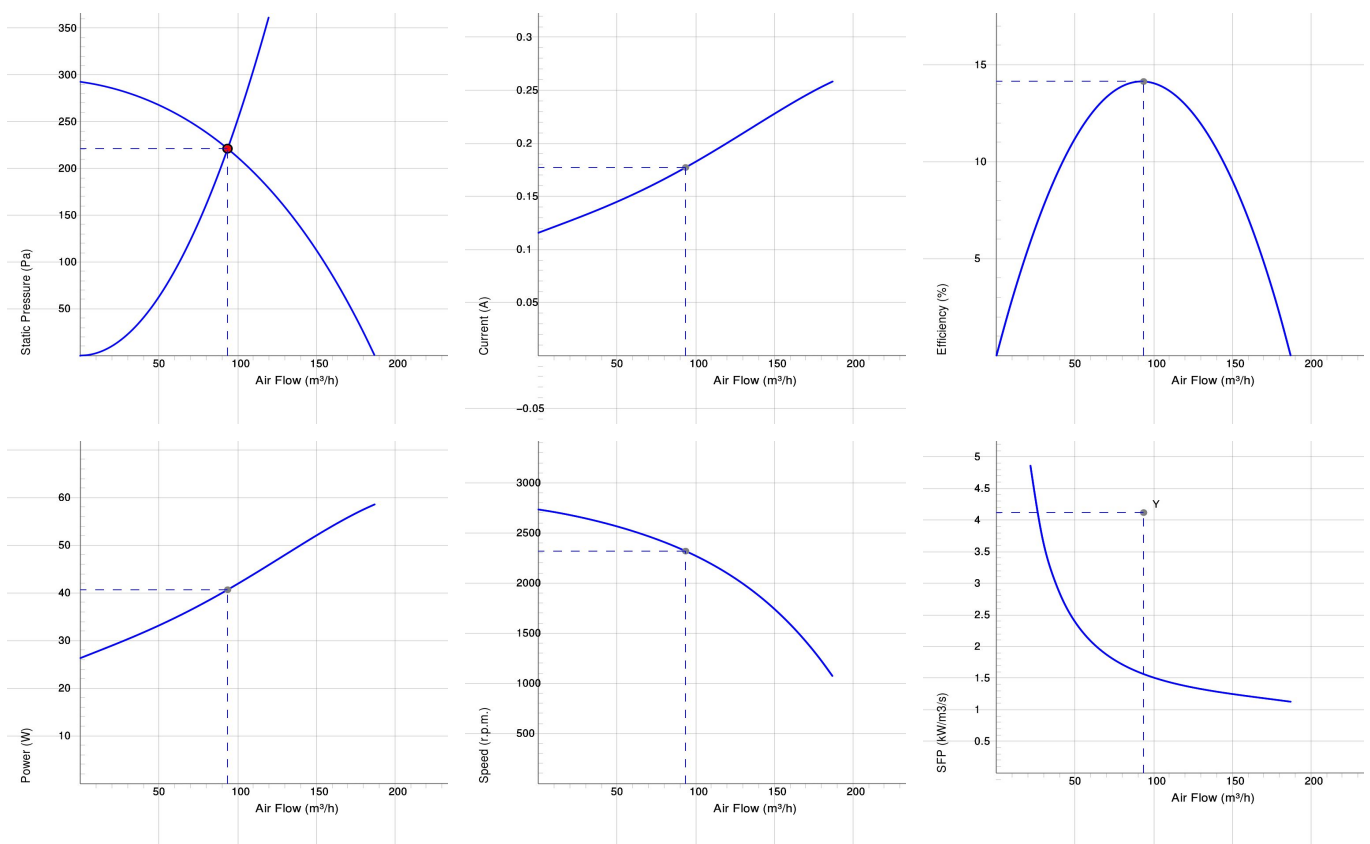 350
300
250
200
150
100
50
Static Pressure (Pa)
50 100 150 200
Air Flow (m³/h)
0.3
0.25
0.2
0.15
0.1
0.05
−0.05
Current (A)
50 100 150 200
Air Flow (m³/h)
15
10
5
Efficiency (%)
50 100 150 200
Air Flow (m³/h)
60
50
40
30
20
10
Power (W)
50 100 150 200
Air Flow (m³/h)
3000
2500
2000
1500
1000
500
Speed (r.p.m.)
50 100 150 200
Air Flow (m³/h)
5
4.5
4
3.5
3
2.5
2
1.5
1
0.5
Y
SFP (kW/m3/s)
50 100 150 200
Air Flow (m³/h)